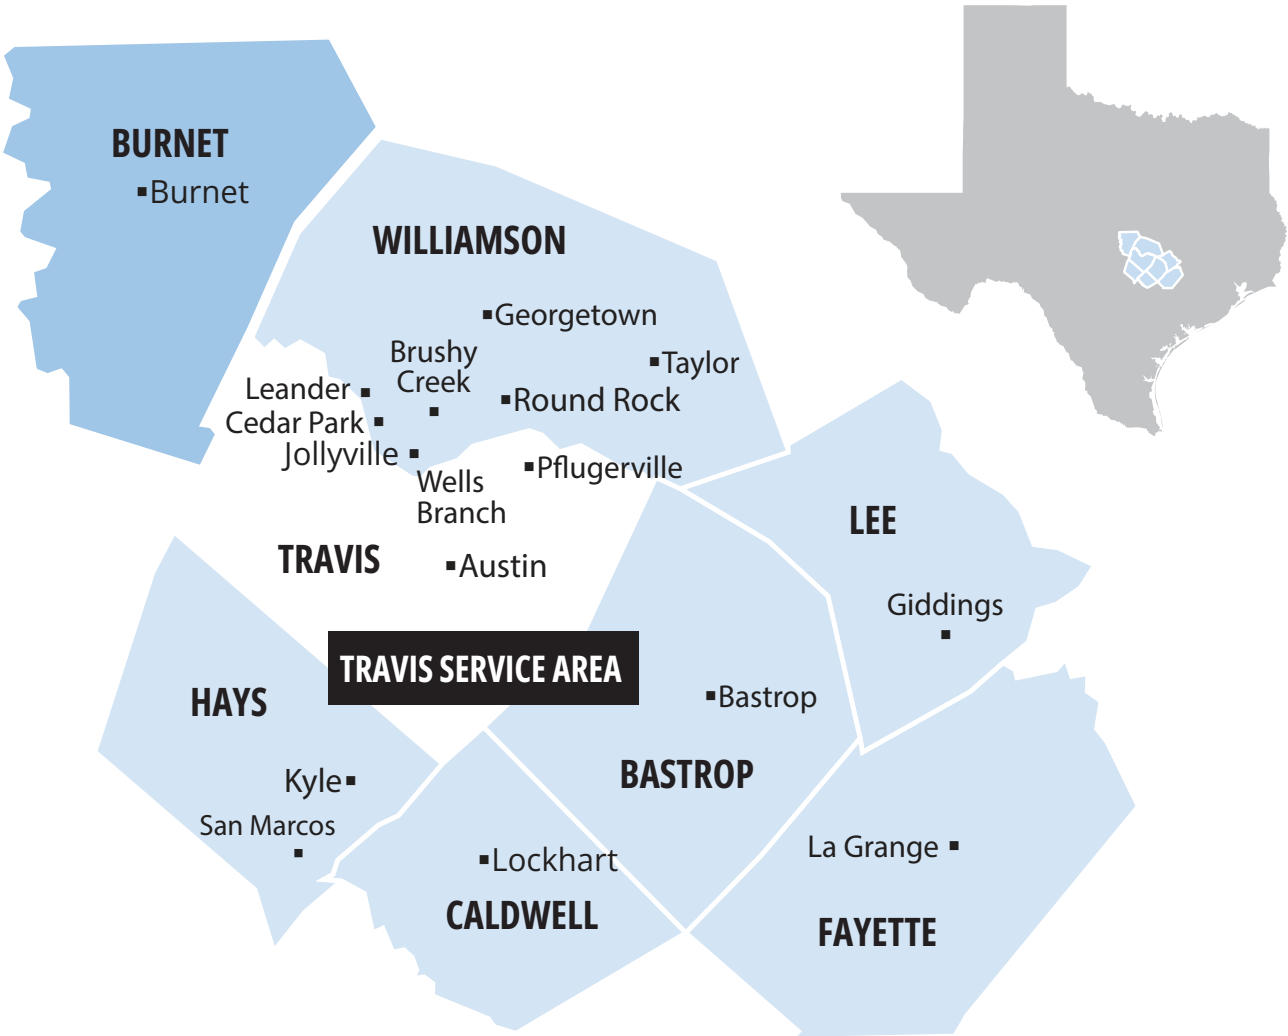 BURNET
Burnet
WILLIAMSON
Georgetown
Brushy
Creek
Taylor
Leander
Round Rock
Cedar Park
Jollyville
Pflugerville
Wells
Branch
LEE
TRAVIS
Austin
Giddings
TRAVIS SERVICE AREA
HAYS
Bastrop
BASTROP
Kyle
San Marcos
La Grange
Lockhart
CALDWELL
FAYETTE